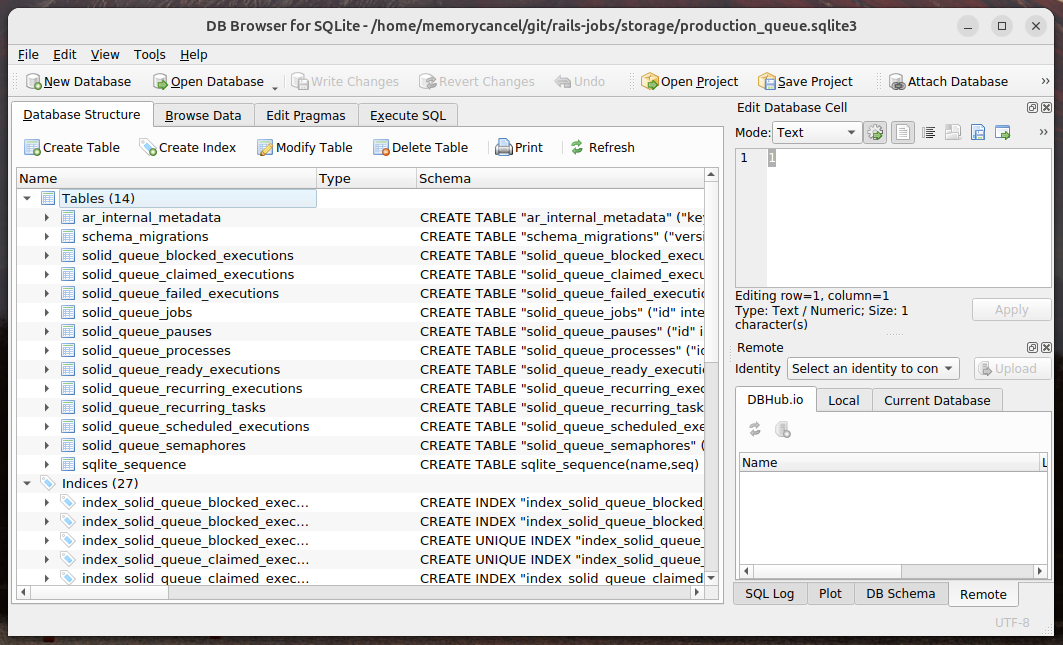 DB Browser for SQLite - /home/memorycancel/git/rails-jobs/storage/production_queue.sqlite3
File Edit View Tools Help
New Database Open Database Write Changes Revert Changes Undo Open Project Save Project Attach Database »
Database Structure Browse Data Edit Pragmas Execute SQL
Create Table Create Index Modify Table Delete Table Print Refresh
Name Type Schema
Tables (14)
ar_internal_metadata CREATE TABLE "ar_internal_metadata" ("key
schema_migrations CREATE TABLE "schema_migrations" ("versi
solid_queue_blocked_executions CREATE TABLE "solid_queue_blocked_execu
solid_queue_claimed_executions CREATE TABLE "solid_queue_claimed_execu
solid_queue_failed_executions CREATE TABLE "solid_queue_failed_executio
solid_queue_jobs CREATE TABLE "solid_queue_jobs" ("id" inte
solid_queue_pauses CREATE TABLE "solid_queue_pauses" ("id" i
solid_queue_processes CREATE TABLE "solid_queue_processes" ("id
solid_queue_ready_executions CREATE TABLE "solid_queue_ready_executi
solid_queue_recurring_executions CREATE TABLE "solid_queue_recurring_exec
solid_queue_recurring_tasks CREATE TABLE "solid_queue_recurring_task
solid_queue_scheduled_executions CREATE TABLE "solid_queue_scheduled_exe
solid_queue_semaphores CREATE TABLE "solid_queue_semaphores" (
sqlite_sequence CREATE TABLE sqlite_sequence(name,seq)
Indices (27)
index_solid_queue_blocked_exec... CREATE INDEX "index_solid_queue_blocked_
index_solid_queue_blocked_exec... CREATE INDEX "index_solid_queue_blocked_
index_solid_queue_blocked_exec... CREATE UNIQUE INDEX "index_solid_queue_
index_solid_queue_claimed_exec... CREATE UNIQUE INDEX "index_solid_queue_
index_solid_queue_claimed_exec... CREATE INDEX "index_solid_queue_claimed
Edit Database Cell
Mode: Text »
1 1
Editing row=1, column=1
Type: Text / Numeric; Size: 1
character(s)
Apply
Remote
Identity Select an identity to con Upload
DBHub.io Local Current Database
Name L
SQL Log Plot DB Schema Remote
UTF-8